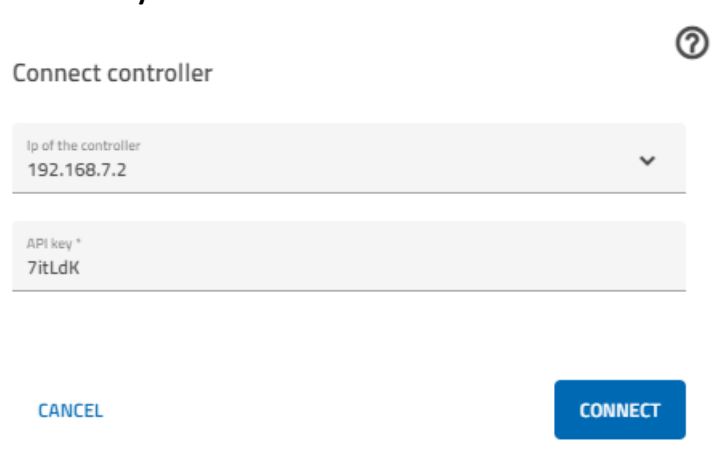 ?
Connect controller
Ip of the controller
192.168.7.2
API key *
7itLdK
CANCEL
CONNECT